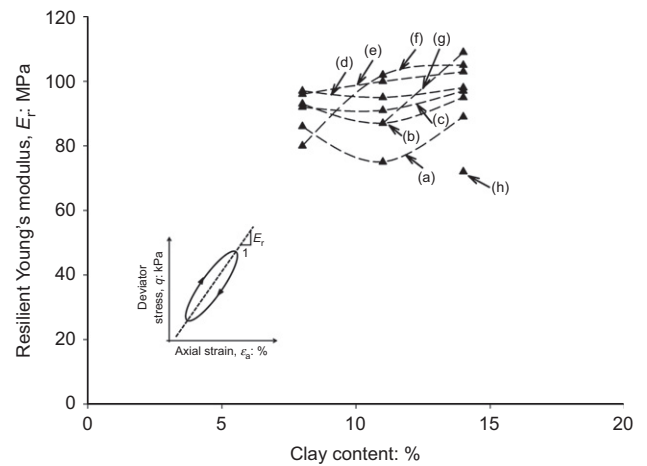 120
100
80
60
40
20
0
0 5 10 15 20
Resilient Young's modulus, Er: MPa
Clay content: %
(a)
(b)
(c)
(d)
(e)
(f)
(g)
(h)
Deviator
stress, q: kPa
Axial strain, εa: %
Er
1